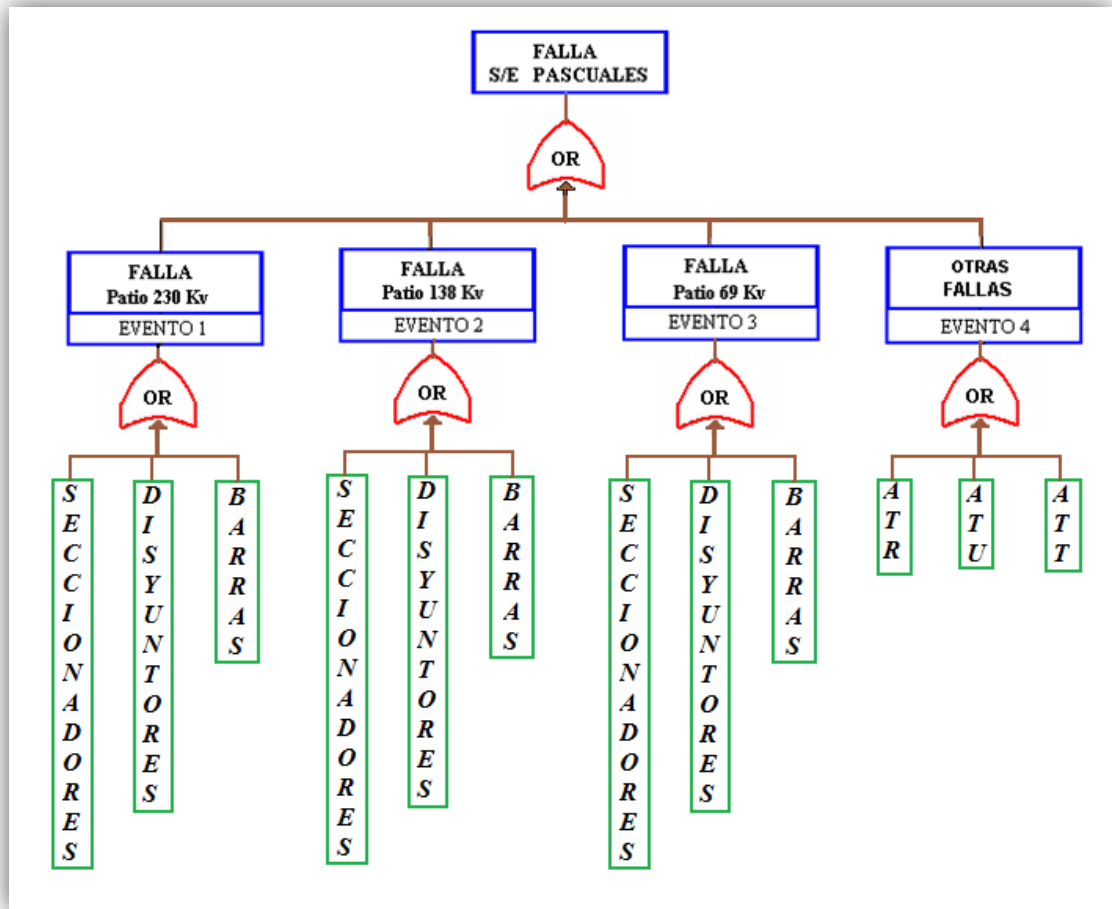 FALLA
S/E PASCUALES
OR
FALLA
Patio 230 Kv
EVENTO 1
FALLA
Patio 138 Kv
EVENTO 2
FALLA
Patio 69 Kv
EVENTO 3
OTRAS
FALLAS
EVENTO 4
OR
OR
OR
OR
SECCIONADORES
DISYUNTORES
BARRAS
SECCIONADORES
DISYUNTORES
BARRAS
SECCIONADORES
DISYUNTORES
BARRAS
ATR
ATU
ATT